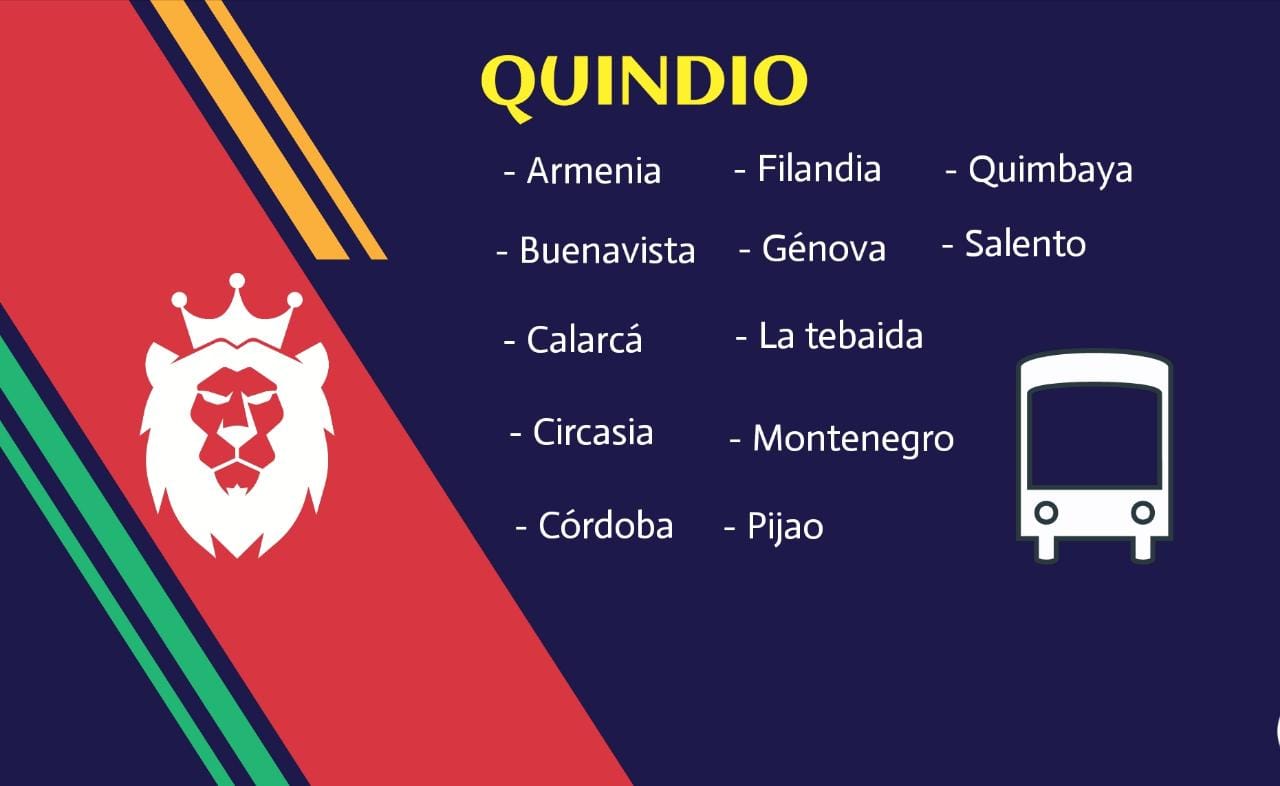 QUINDIO
- Armenia
- Buenavista
- Calarcá
- Circasia
- Córdoba
- Filandia
- Génova
- La tebaida
- Montenegro
- Pijao
- Quimbaya
- Salento